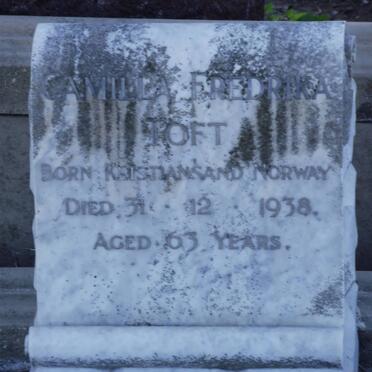 CAMILLA FREDRIKA
TOFT
BORN KRISTIANSAND NORWAY
DIED 31 · 12 · 1938.
AGED 63 YEARS.